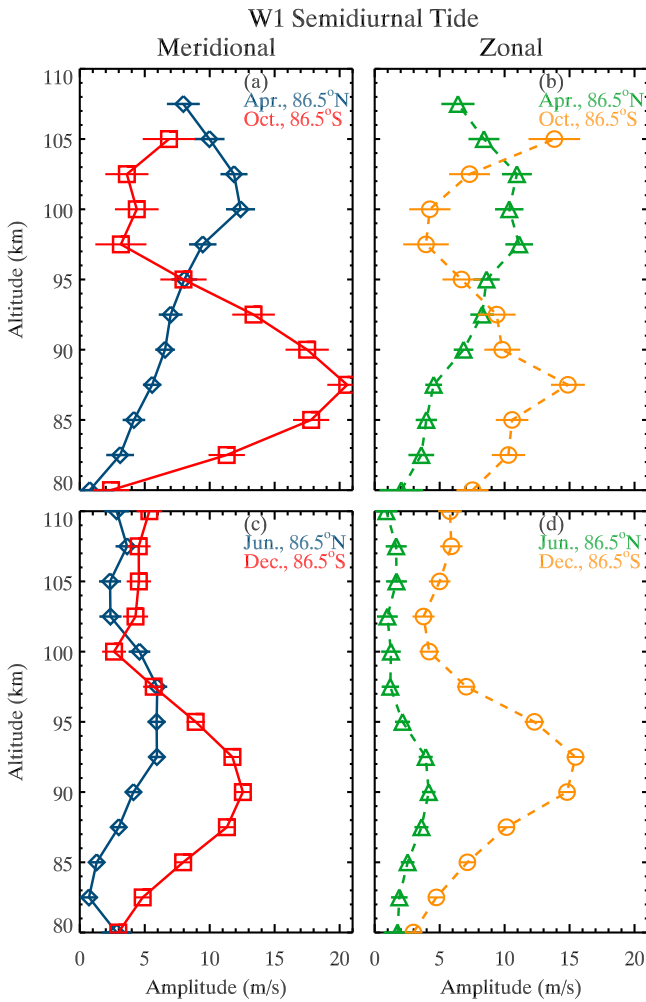 W1 Semidiurnal Tide
Meridional
Zonal
(a)
Apr., 86.5°N
Oct., 86.5°S
(b)
Apr., 86.5°N
Oct., 86.5°S
110
105
100
95
90
85
80
Altitude (km)
(c)
Jun., 86.5°N
Dec., 86.5°S
(d)
Jun., 86.5°N
Dec., 86.5°S
110
105
100
95
90
85
80
Altitude (km)
0 5 10 15 20
0 5 10 15 20
Amplitude (m/s)
Amplitude (m/s)